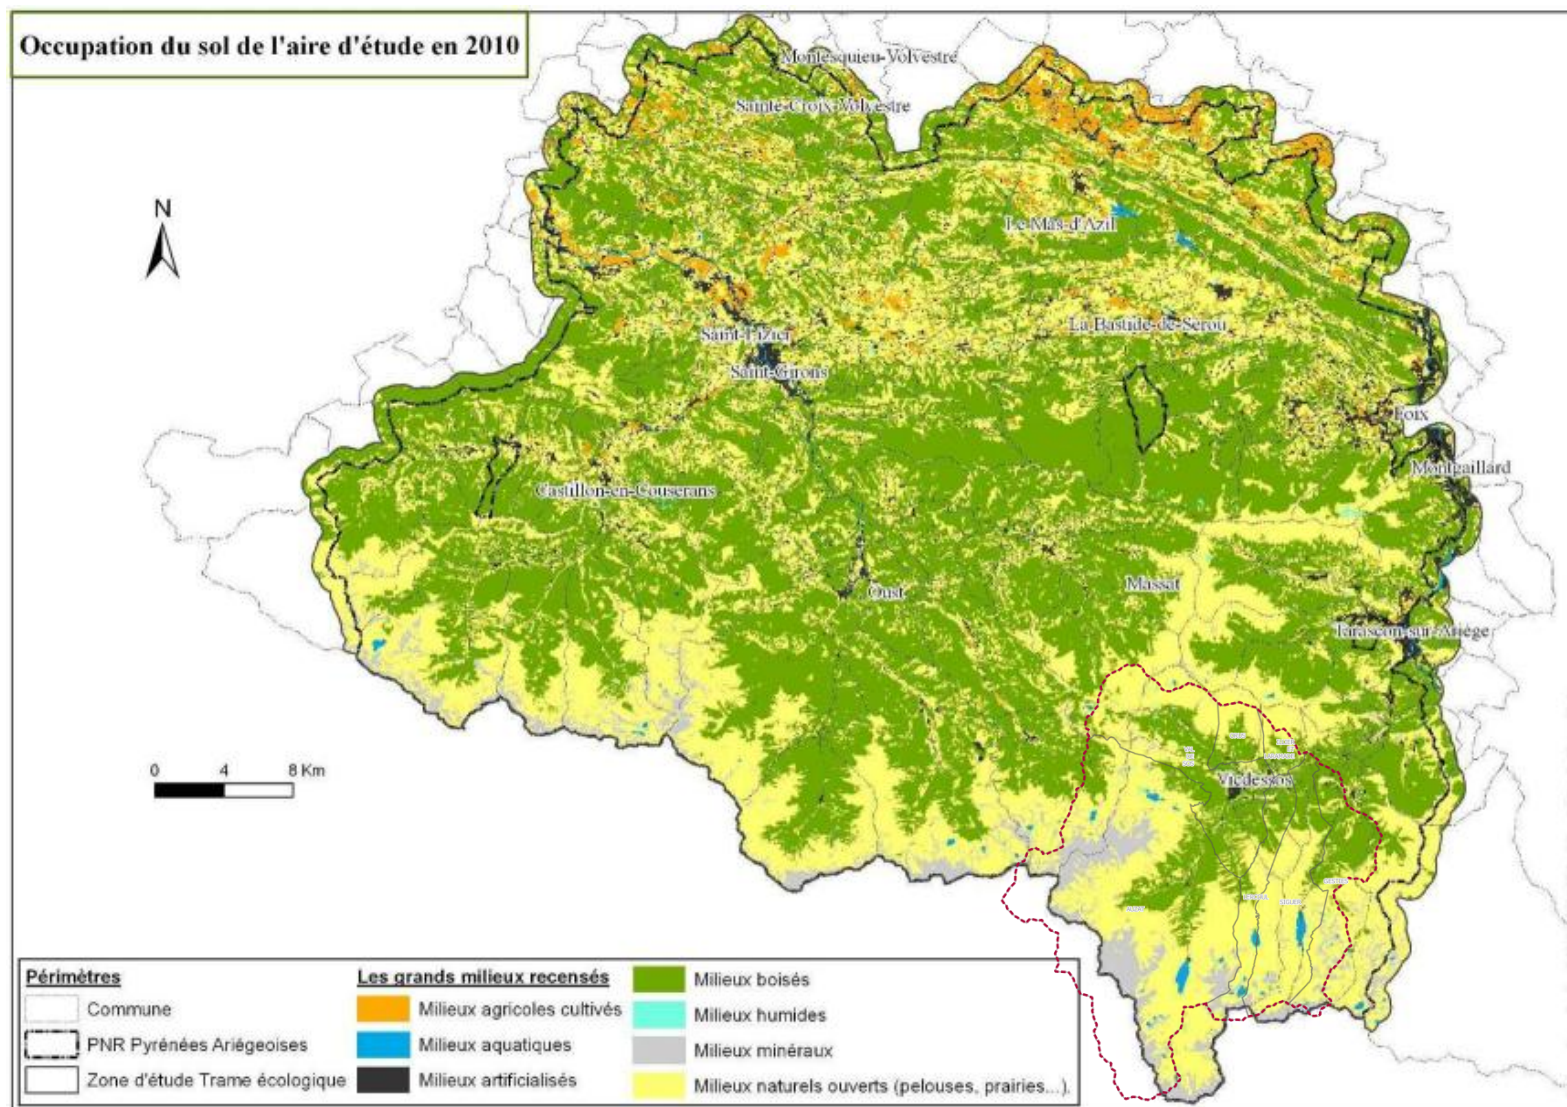 Occupation du sol de l'aire d'étude en 2010
Montesquieu-Volvestre
Sainte-Croix-Volvestre
N
Le Mas-d'Azil
La Bastide-de-Sérou
Saint-Lizier
Saint-Girons
Foix
Montgaillard
Castillon-en-Couserans
Massat
Oust
Tarascon-sur-Ariège
0 4 8 Km
Vicdessos
AUZAT
SIGUER
Périmètres
Commune
PNR Pyrénées Ariégeoises
Zone d'étude Trame écologique
Les grands milieux recensés
Milieux agricoles cultivés
Milieux aquatiques
Milieux artificialisés
Milieux boisés
Milieux humides
Milieux minéraux
Milieux naturels ouverts (pelouses, prairies...).